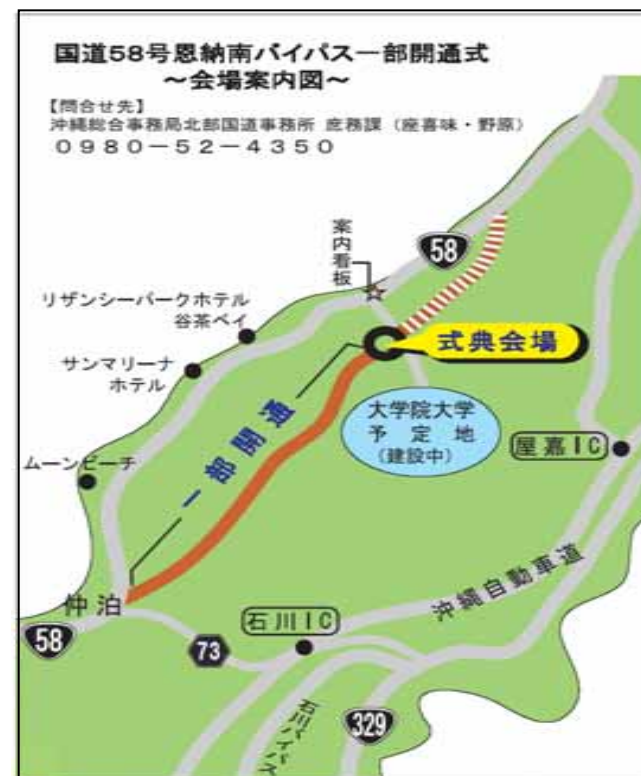 国道58号恩納南バイパス一部開通式
～会場案内図～
【問合せ先】
沖縄総合事務局北部国道事務所 庶務課（座喜味・野原）
０９８０－５２－４３５０
案内看板
58
リザンシーパークホテル
谷茶ベイ
サンマリーナ
ホテル
式典会場
一部開通
大学院大学
予定地
（建設中）
屋嘉IC
ムーンビーチ
仲泊
沖縄自動車道
石川IC
58
73
石川バイパス
329